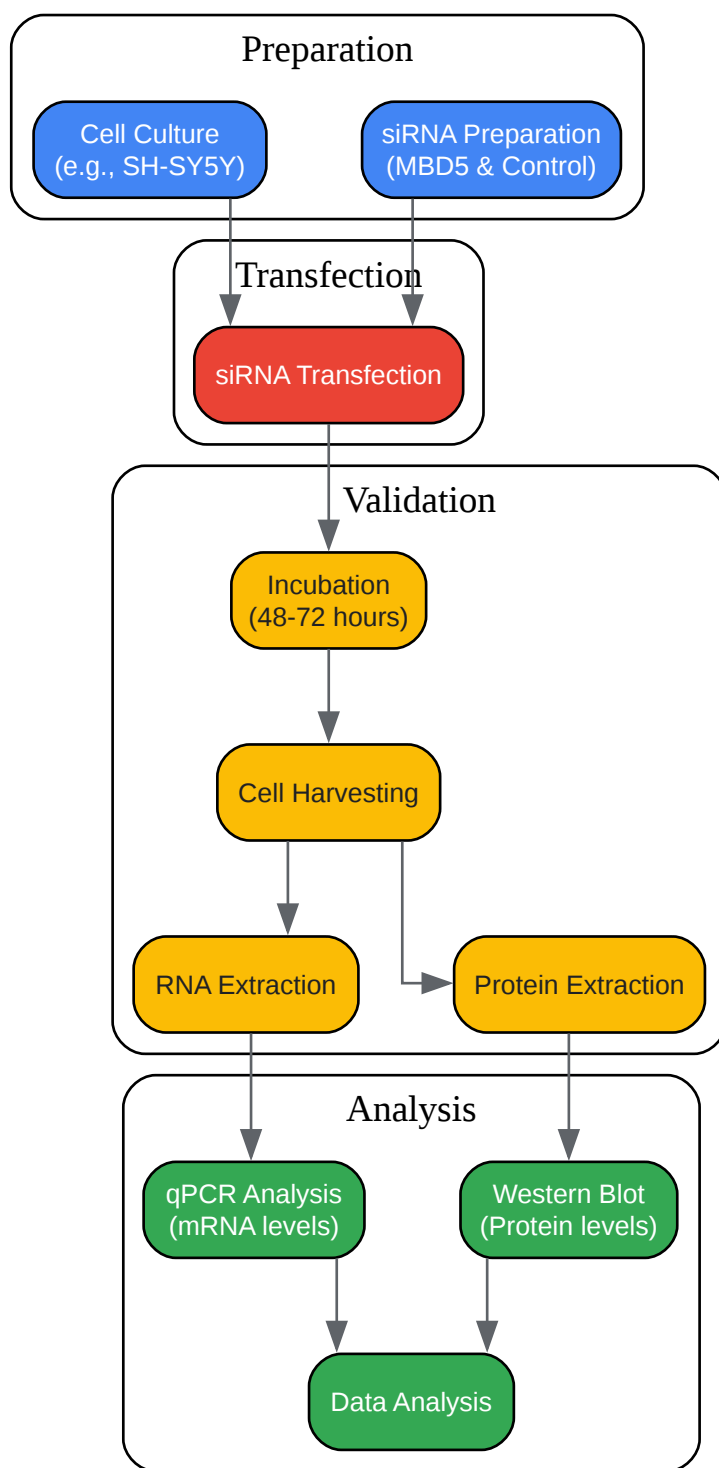 Preparation
Cell Culture
(e.g., SH-SY5Y)
siRNA Preparation
(MBD5 & Control)
Transfection
siRNA Transfection
Validation
Incubation
(48-72 hours)
Cell Harvesting
RNA Extraction
Protein Extraction
Analysis
qPCR Analysis
(mRNA levels)
Western Blot
(Protein levels)
Data Analysis